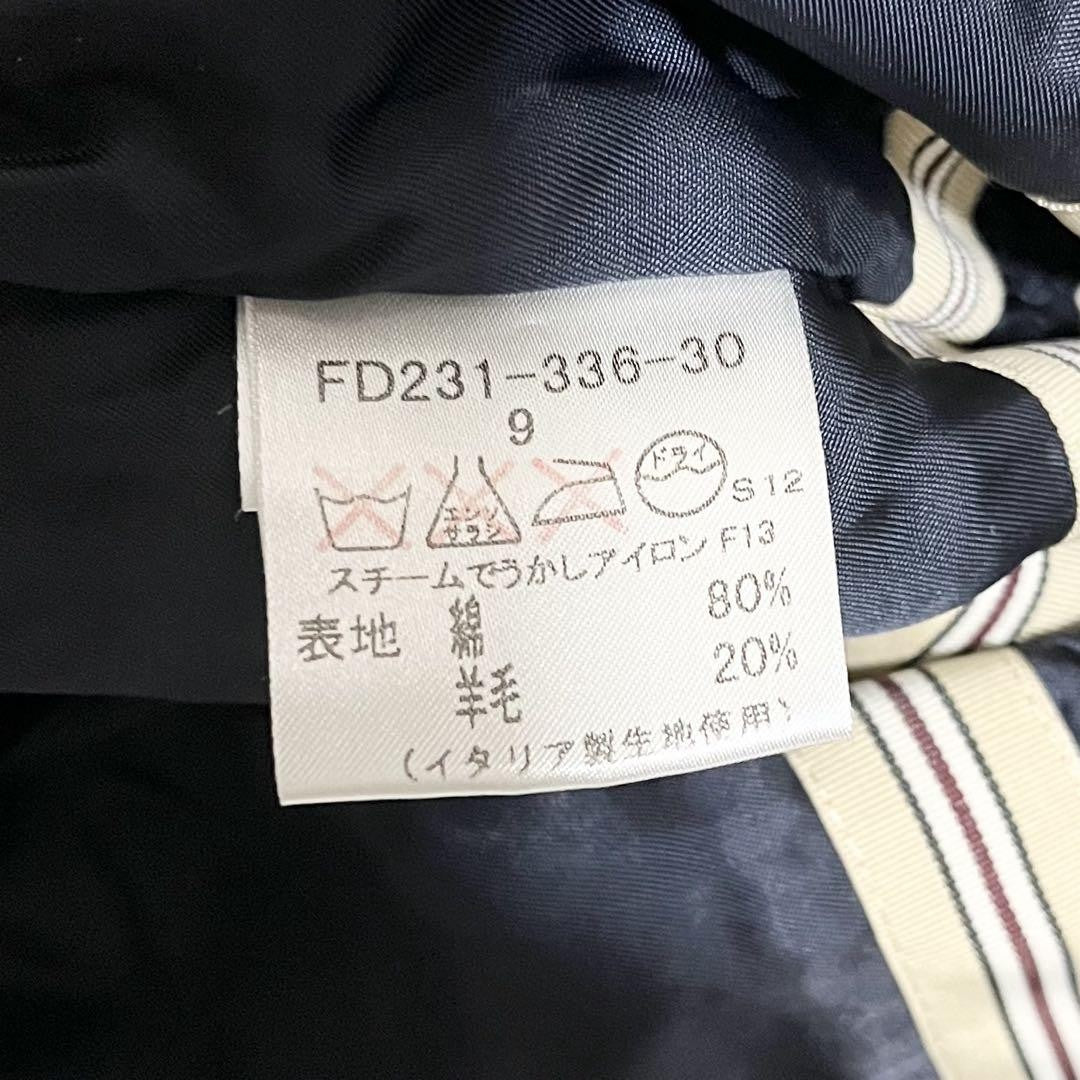 FD231-336-30
9
エンソ サラシ ドライ S12
スチームでうかしアイロン F13
表地 綿 80%
羊毛 20%
(イタリア製生地使用)